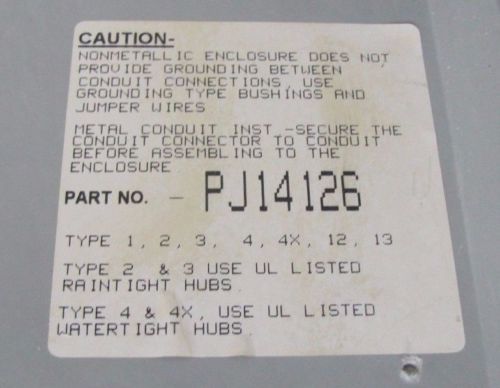 CAUTION-
NONMETALLIC ENCLOSURE DOES NOT
PROVIDE GROUNDING BETWEEN
CONDUIT CONNECTIONS, USE
GROUNDING TYPE BUSHINGS AND
JUMPER WIRES
METAL CONDUIT INST.-SECURE THE
CONDUIT CONNECTOR TO CONDUIT
BEFORE ASSEMBLING TO THE
ENCLOSURE
PART NO. - PJ14126
TYPE 1, 2, 3, 4, 4X, 12, 13
TYPE 2 & 3 USE UL LISTED
RAINTIGHT HUBS.
TYPE 4 & 4X, USE UL LISTED
WATERTIGHT HUBS.